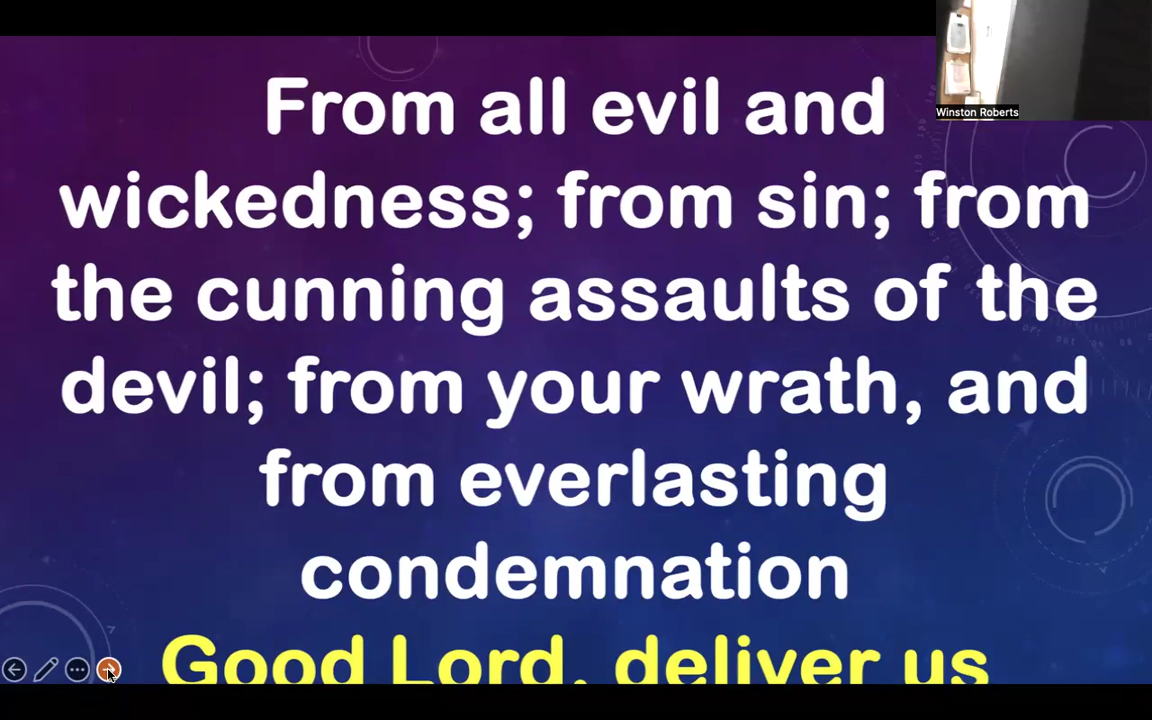 From all evil and
wickedness; from sin; from
the cunning assaults of the
devil; from your wrath, and
from everlasting
condemnation
Good Lord, deliver us
Winston Roberts